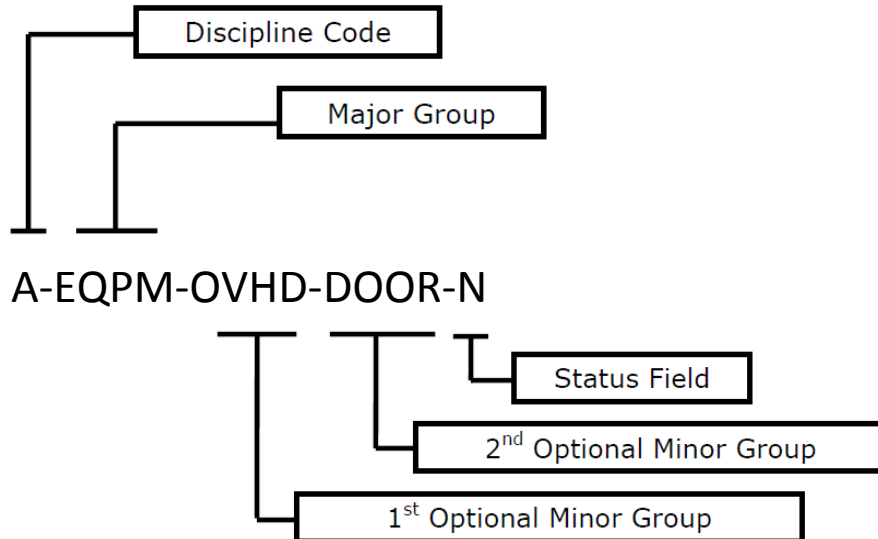 Discipline Code
Major Group
A-EQPM-OVHD-DOOR-N
Status Field
2nd Optional Minor Group
1st Optional Minor Group